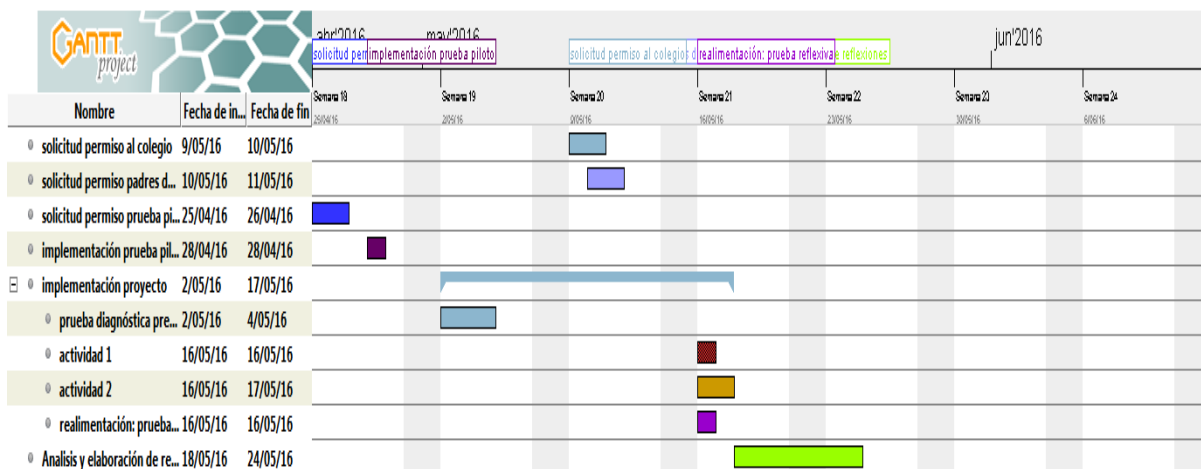 GANTT
project
abr'2016 may'2016 jun'2016
solicitud per implementación prueba piloto solicitud permiso al colegios d realimentación: prueba reflexiva e reflexiones
Semana 18 Semana 19 Semana 20 Semana 21 Semana 22 Semana 23 Semana 24
Nombre Fecha de in... Fecha de fin
25/04/16 2/05/16 9/05/16 16/05/16 23/05/16 30/05/16 6/06/16
solicitud permiso al colegio 9/05/16 10/05/16
solicitud permiso padres d... 10/05/16 11/05/16
solicitud permiso prueba pi... 25/04/16 26/04/16
implementación prueba pil... 28/04/16 28/04/16
implementación proyecto 2/05/16 17/05/16
prueba diagnóstica pre... 2/05/16 4/05/16
actividad 1 16/05/16 16/05/16
actividad 2 16/05/16 17/05/16
realimentación: prueba... 16/05/16 16/05/16
Analisis y elaboración de re... 18/05/16 24/05/16